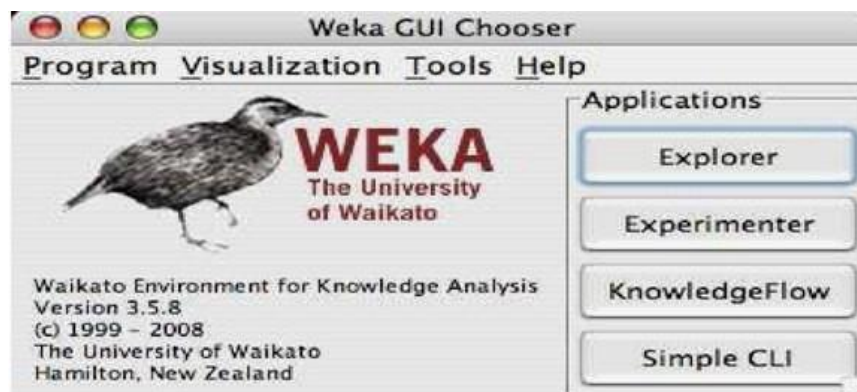 Weka GUI Chooser
Program Visualization Tools Help
WEKA
The University
of Waikato
Waikato Environment for Knowledge Analysis
Version 3.5.8
(c) 1999 - 2008
The University of Waikato
Hamilton, New Zealand
Applications
Explorer
Experimenter
KnowledgeFlow
Simple CLI